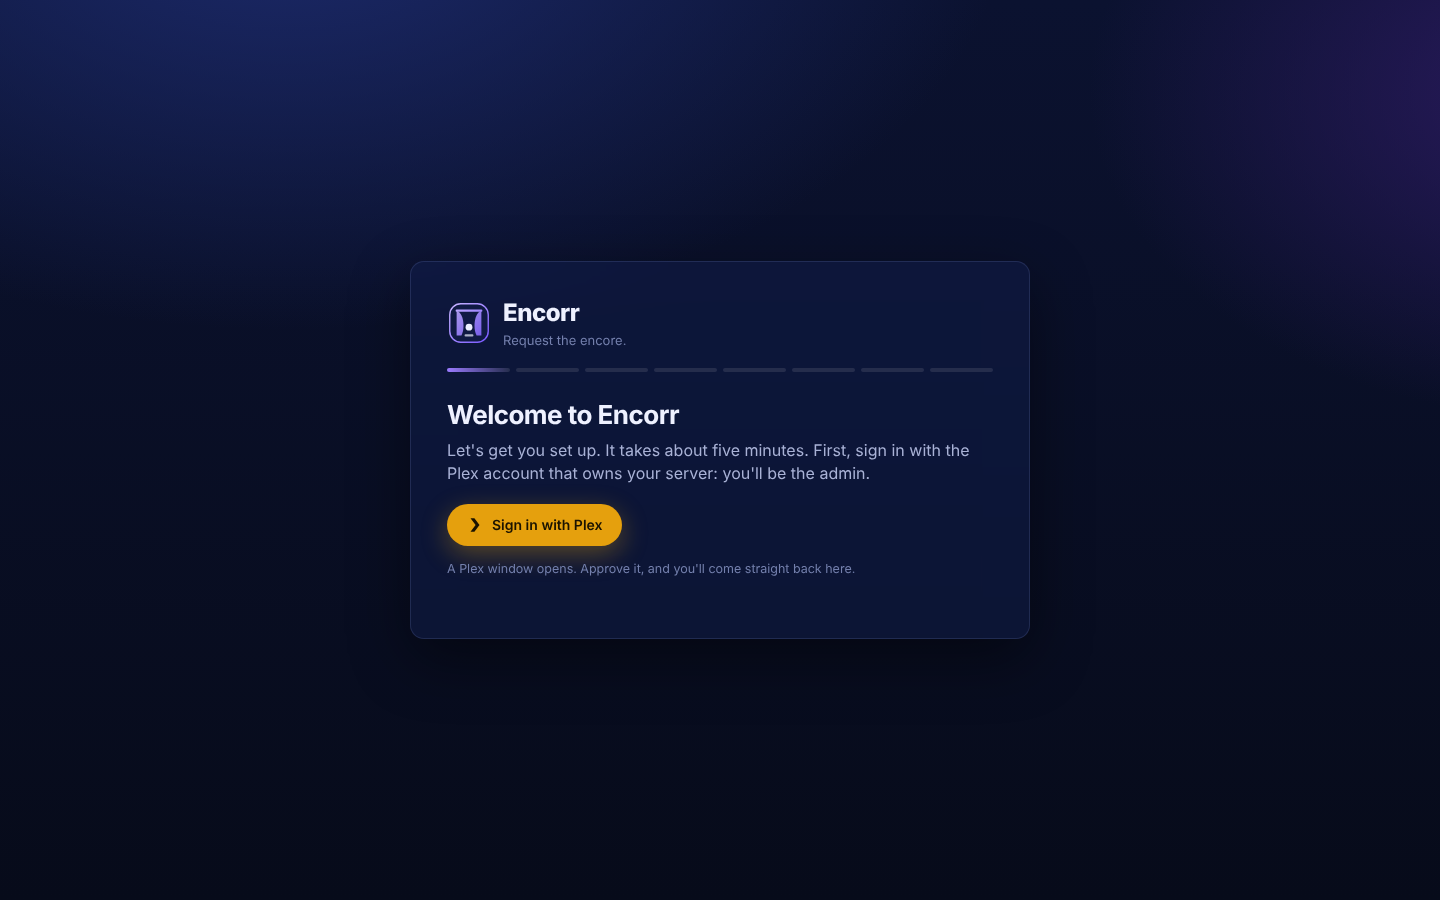 Encorr
Request the encore.
Welcome to Encorr
Let's get you set up. It takes about five minutes. First, sign in with the
Plex account that owns your server: you'll be the admin.
Sign in with Plex
A Plex window opens. Approve it, and you'll come straight back here.